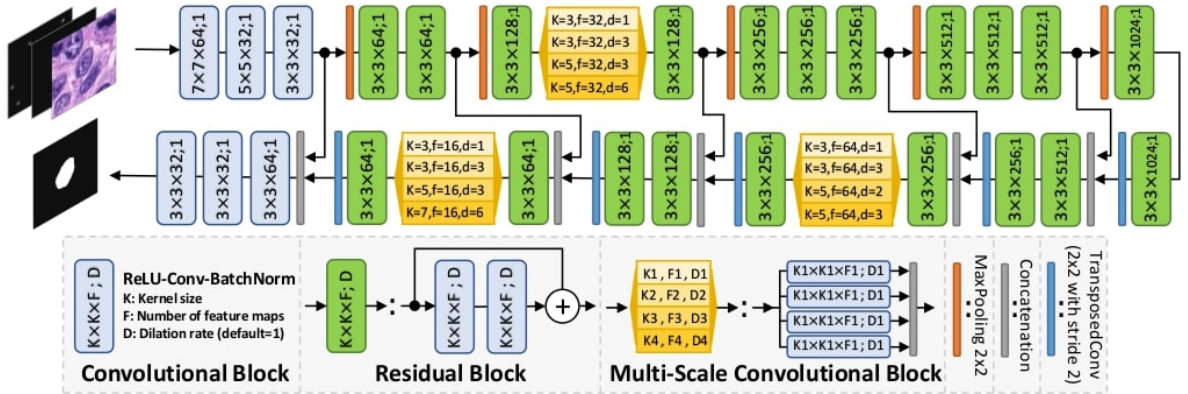 7×7×64;1
5×5×32;1
3×3×32;1
3×3×64;1
3×3×64;1
3×3×128;1
K=3,f=32,d=1
K=3,f=32,d=3
K=5,f=32,d=3
K=5,f=32,d=6
3×3×128;1
3×3×256;1
3×3×256;1
3×3×256;1
3×3×512;1
3×3×512;1
3×3×512;1
3×3×1024;1
3×3×32;1
3×3×32;1
3×3×64;1
3×3×64;1
K=3,f=16,d=1
K=3,f=16,d=3
K=5,f=16,d=3
K=7,f=16,d=6
3×3×64;1
3×3×128;1
3×3×128;1
3×3×256;1
K=3,f=64,d=1
K=3,f=64,d=3
K=5,f=64,d=2
K=5,f=64,d=3
3×3×256;1
3×3×256;1
3×3×512;1
3×3×1024;1
K×K×F; D
ReLU-Conv-BatchNorm
K: Kernel size
F: Number of feature maps
D: Dilation rate (default=1)
Convolutional Block
K×K×F; D
:
K×K×F; D
K×K×F; D
+
Residual Block
K1, F1, D1
K2, F2, D2
K3, F3, D3
K4, F4, D4
:
K1×K1×F1; D1
K1×K1×F1; D1
K1×K1×F1; D1
K1×K1×F1; D1
Multi-Scale Convolutional Block
:
MaxPooling 2x2
:
Concatenation
:
TransposedConv
(2x2 with stride 2)